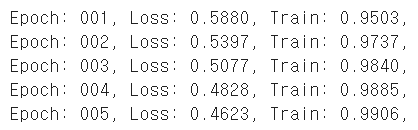 Epoch: 001, Loss: 0.5880, Train: 0.9503,
Epoch: 002, Loss: 0.5397, Train: 0.9737,
Epoch: 003, Loss: 0.5077, Train: 0.9840,
Epoch: 004, Loss: 0.4828, Train: 0.9885,
Epoch: 005, Loss: 0.4623, Train: 0.9906,